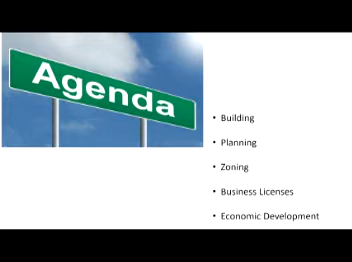 Agenda
• Building
• Planning
• Zoning
• Business Licenses
• Economic Development